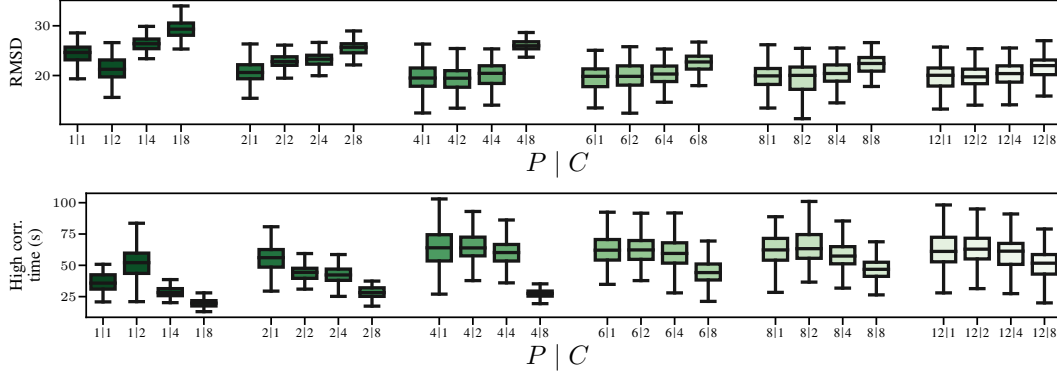 RMSD
30
20
1|1 1|2 1|4 1|8 2|1 2|2 2|4 2|8 4|1 4|2 4|4 4|8 6|1 6|2 6|4 6|8 8|1 8|2 8|4 8|8 12|1 12|2 12|4 12|8
P | C
High corr.
time (s)
100
75
50
25
1|1 1|2 1|4 1|8 2|1 2|2 2|4 2|8 4|1 4|2 4|4 4|8 6|1 6|2 6|4 6|8 8|1 8|2 8|4 8|8 12|1 12|2 12|4 12|8
P | C